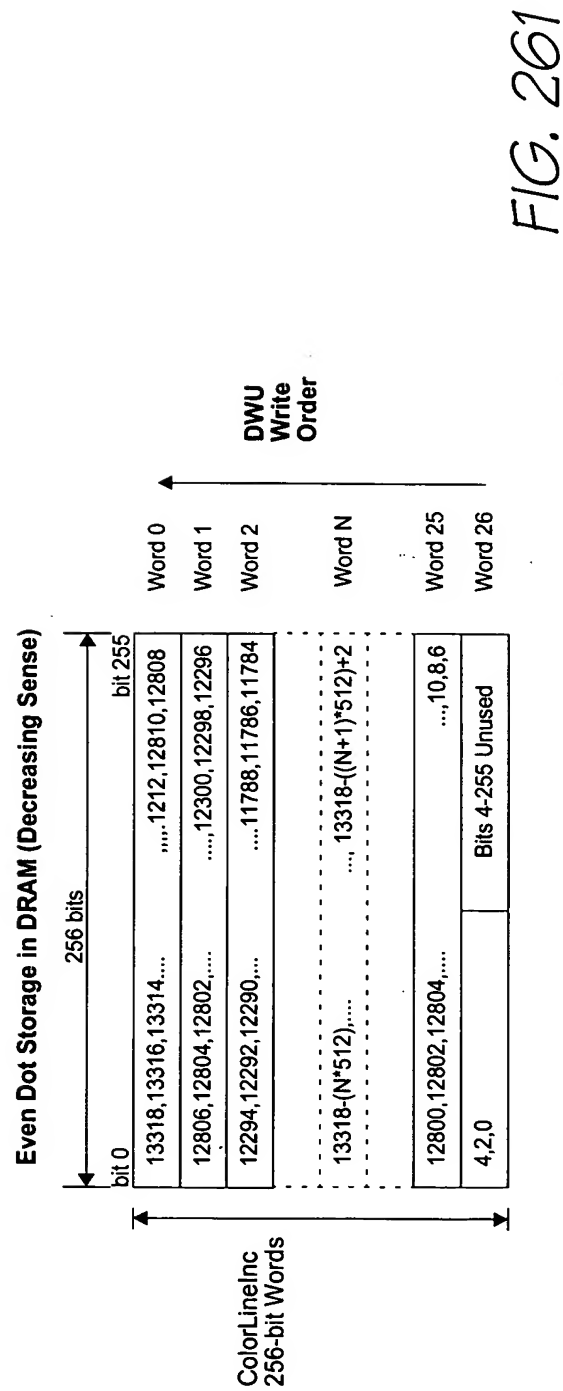 Even Dot Storage in DRAM (Decreasing Sense)
256 bits
bit 0 bit 255
13318,13316,13314.... ,,,,.1212,12810,12808 Word 0
12806,12804,12802,.... .....,12300,12298,12296 Word 1
12294,12292,12290,... .....11788,11786,11784 Word 2
13318-(N*512),..... ...., 13318-((N+1)*512)+2 Word N
12800,12802,12804,..... ...,10,8,6 Word 25
4,2,0 Bits 4-255 Unused Word 26
ColorLineInc
256-bit Words
DWU
Write
Order
FIG. 261